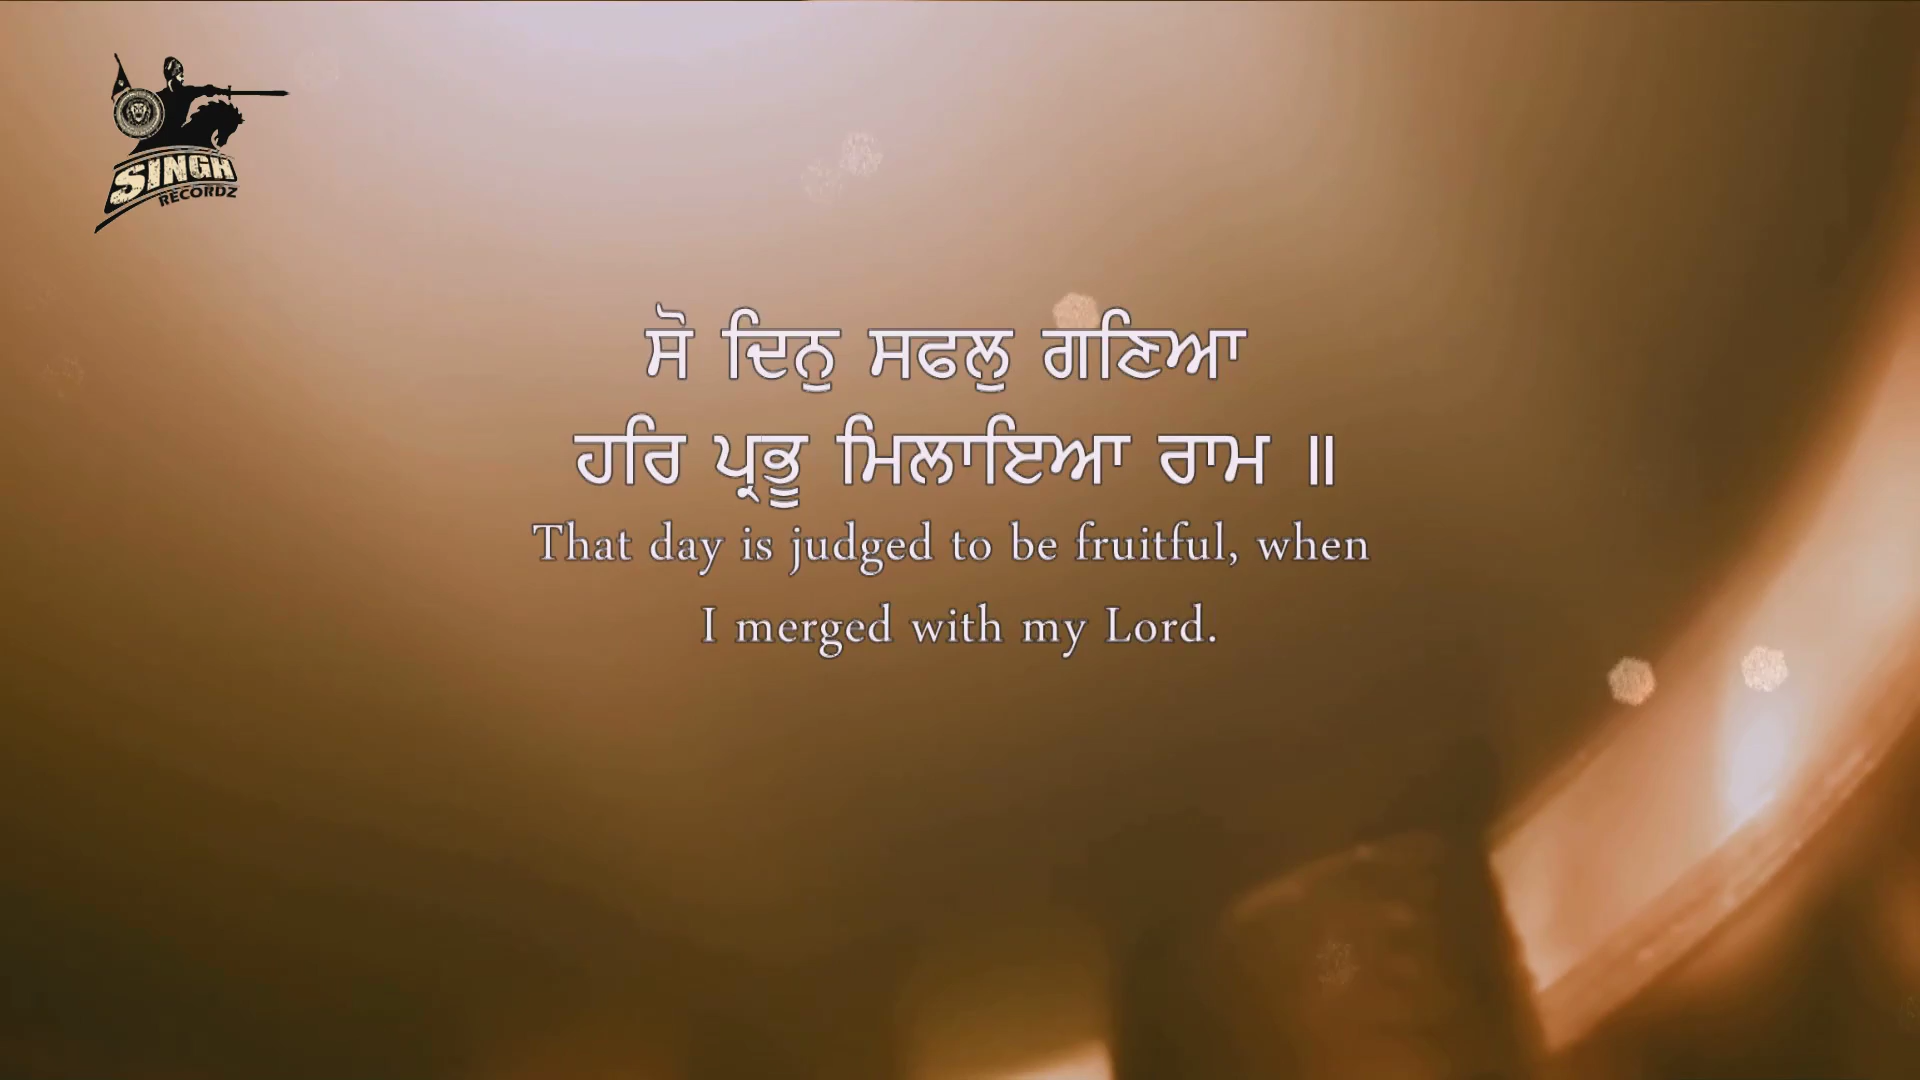 SINGH
RECORDZ
ਸੋ ਦਿਨੁ ਸਫਲੁ ਗਣਿਆ
ਹਰਿ ਪ੍ਰਭੂ ਮਿਲਾਇਆ ਰਾਮ ॥
That day is judged to be fruitful, when
I merged with my Lord.